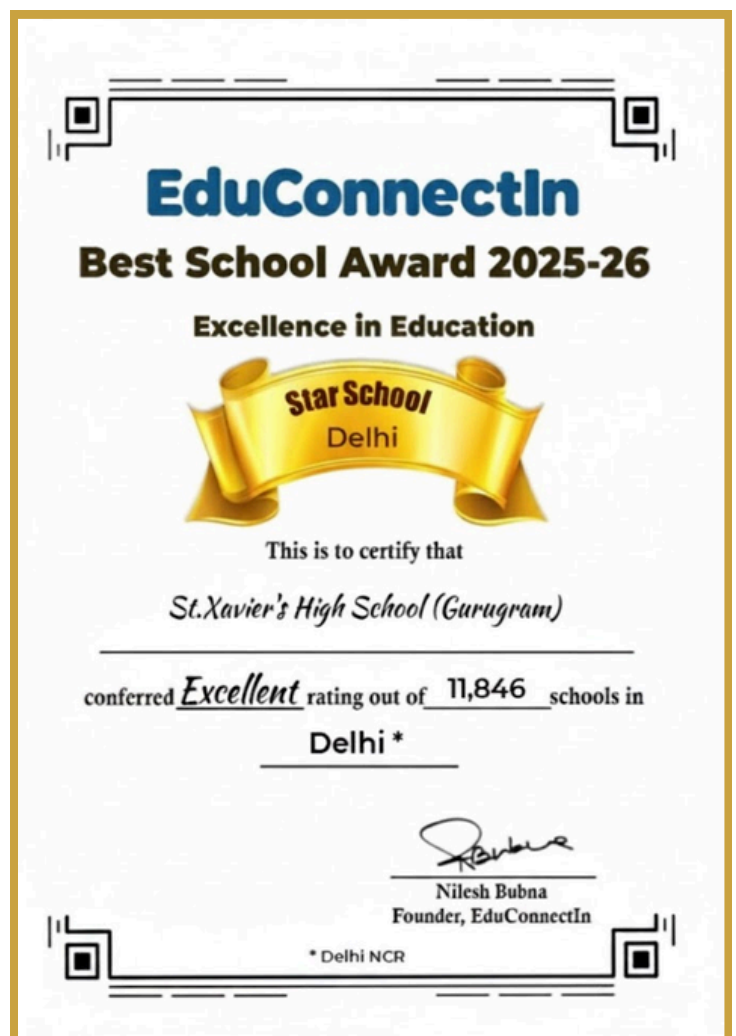 EduConnectIn
Best School Award 2025-26
Excellence in Education
Star School
Delhi
This is to certify that
St.Xavier's High School (Gurugram)
conferred Excellent rating out of 11,846 schools in
Delhi *
Bubna
Nilesh Bubna
Founder, EduConnectIn
* Delhi NCR